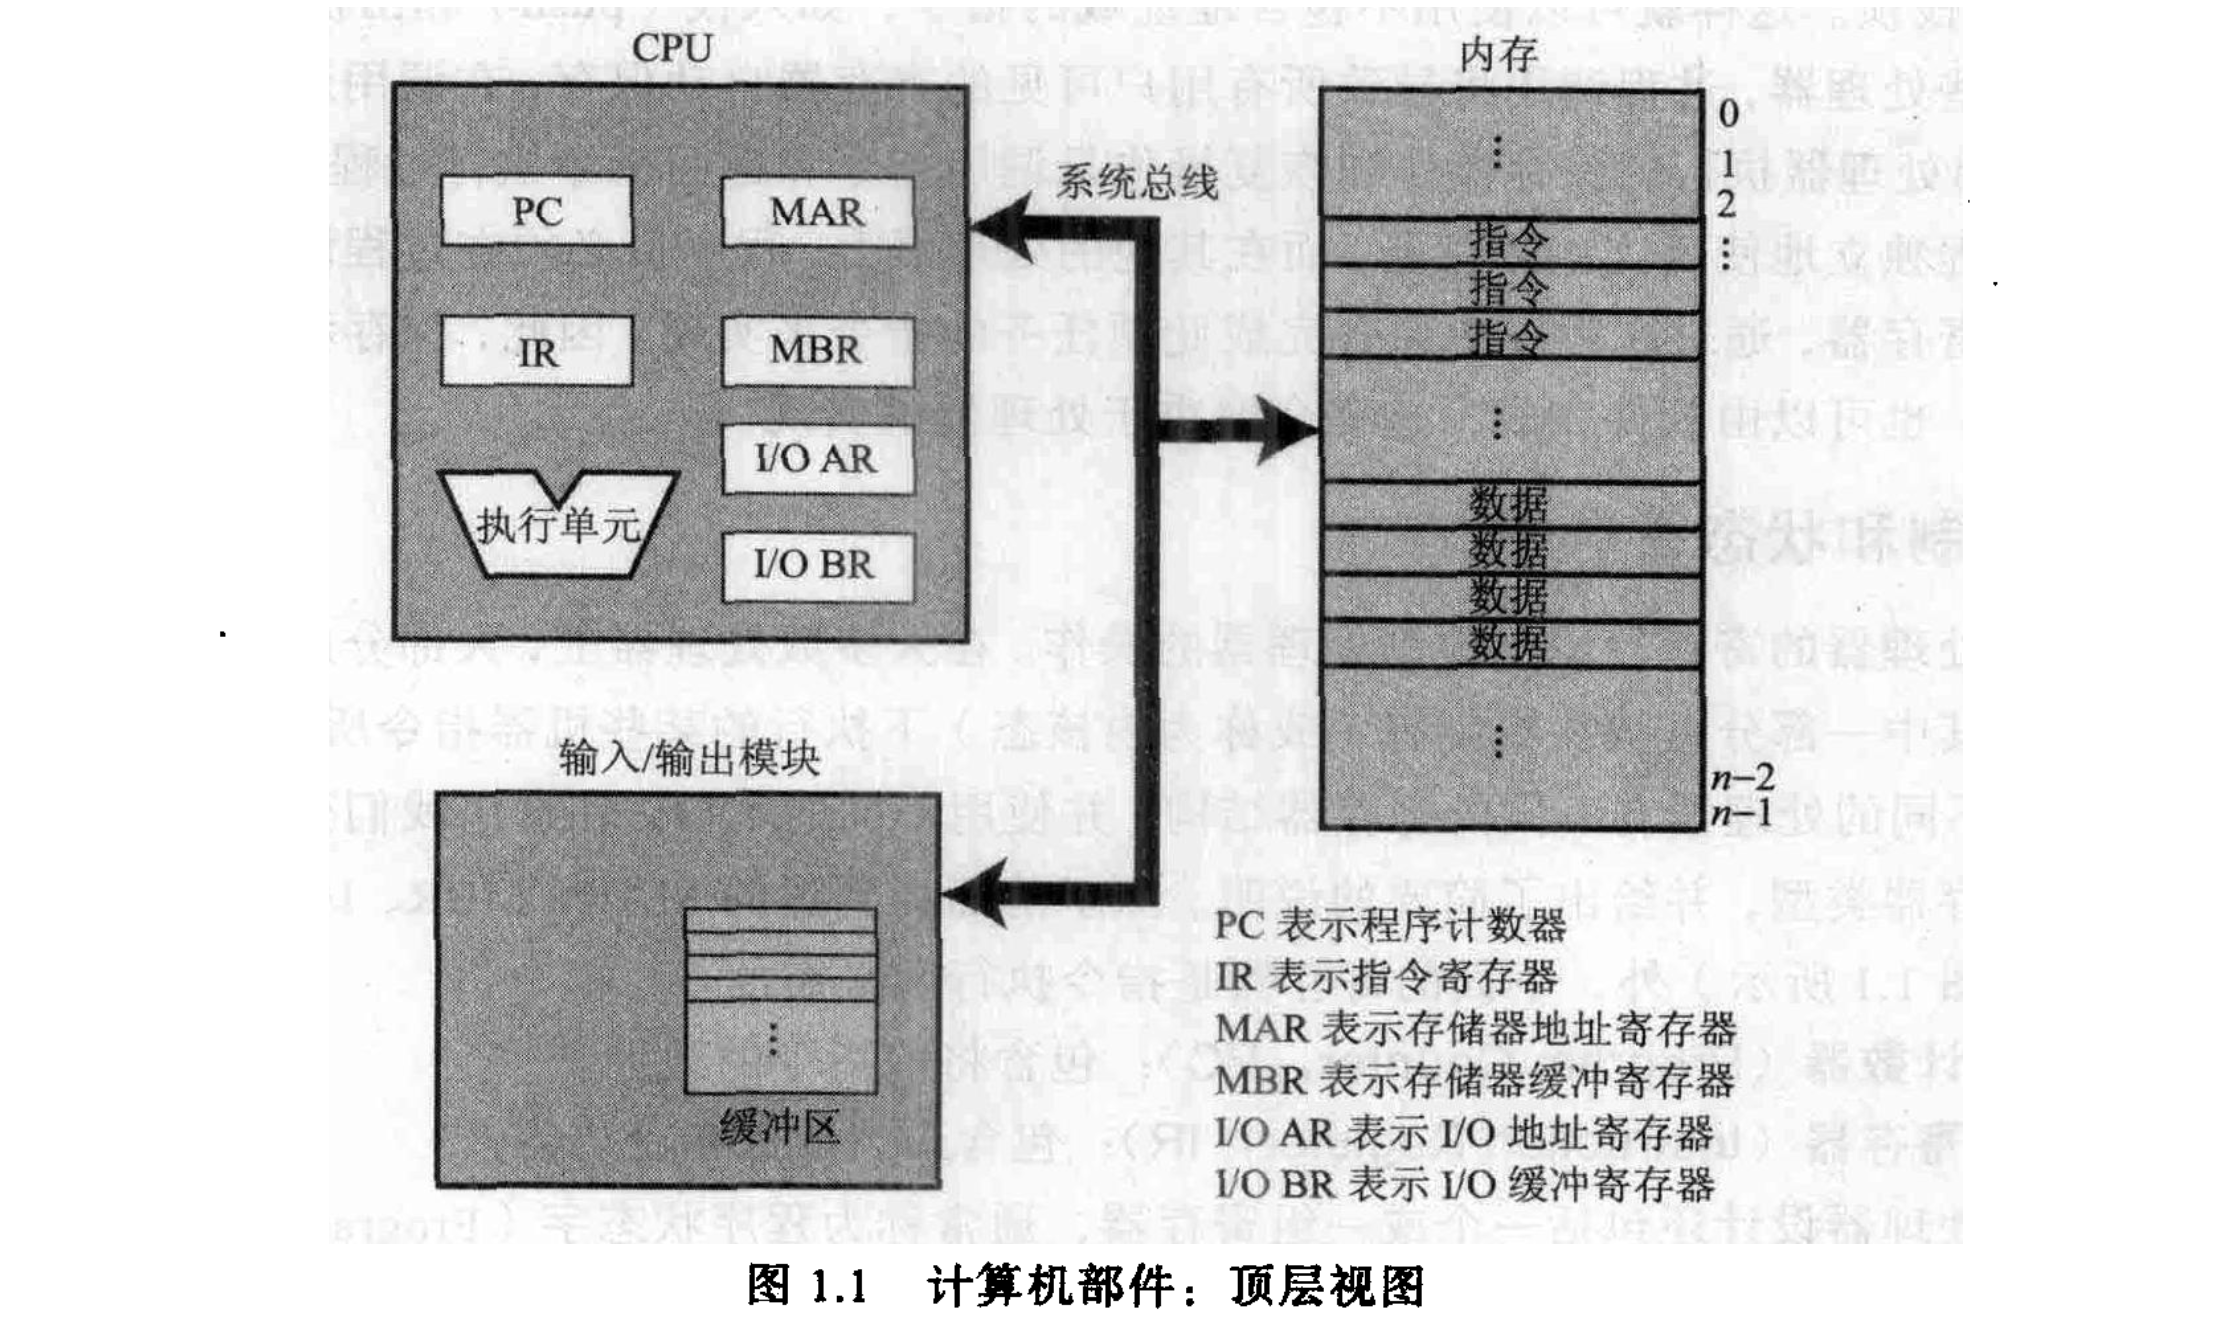 CPU
PC
MAR
IR
MBR
I/O AR
执行单元
I/O BR
系统总线
内存
0
1
2
⋮
⋮
指令
指令
指令
⋮
数据
数据
数据
数据
⋮
n–2
n–1
输入/输出模块
⋮
缓冲区
PC 表示程序计数器
IR 表示指令寄存器
MAR 表示存储器地址寄存器
MBR 表示存储器缓冲寄存器
I/O AR 表示 I/O 地址寄存器
I/O BR 表示 I/O 缓冲寄存器
图 1.1 计算机部件：顶层视图